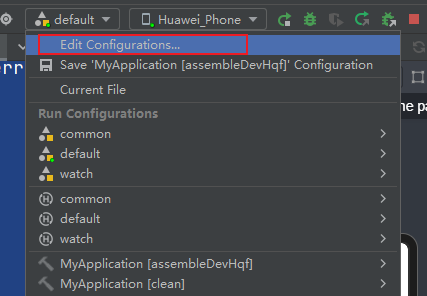 default Huawei_Phone
Edit Configurations...
err
Save 'MyApplication [assembleDevHqf]' Configuration
Current File
ne pa
Run Configurations
common
default
watch
common
default
watch
MyApplication [assembleDevHqf]
MyApplication [clean]